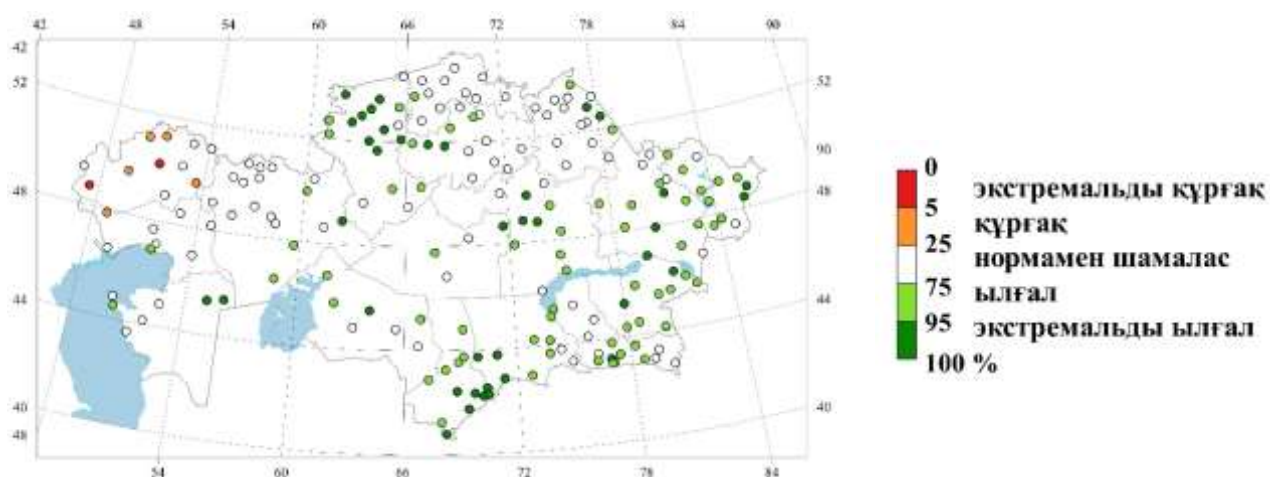 42 48 54 60 66 72 78 84 90
42
52 52
90
48 48
44 44
40 40
48
54 60 66 72 78 84
0
экстремальды құрғақ
5
құрғақ
25
нормамен шамалас
75
ылғал
95
экстремальды ылғал
100 %